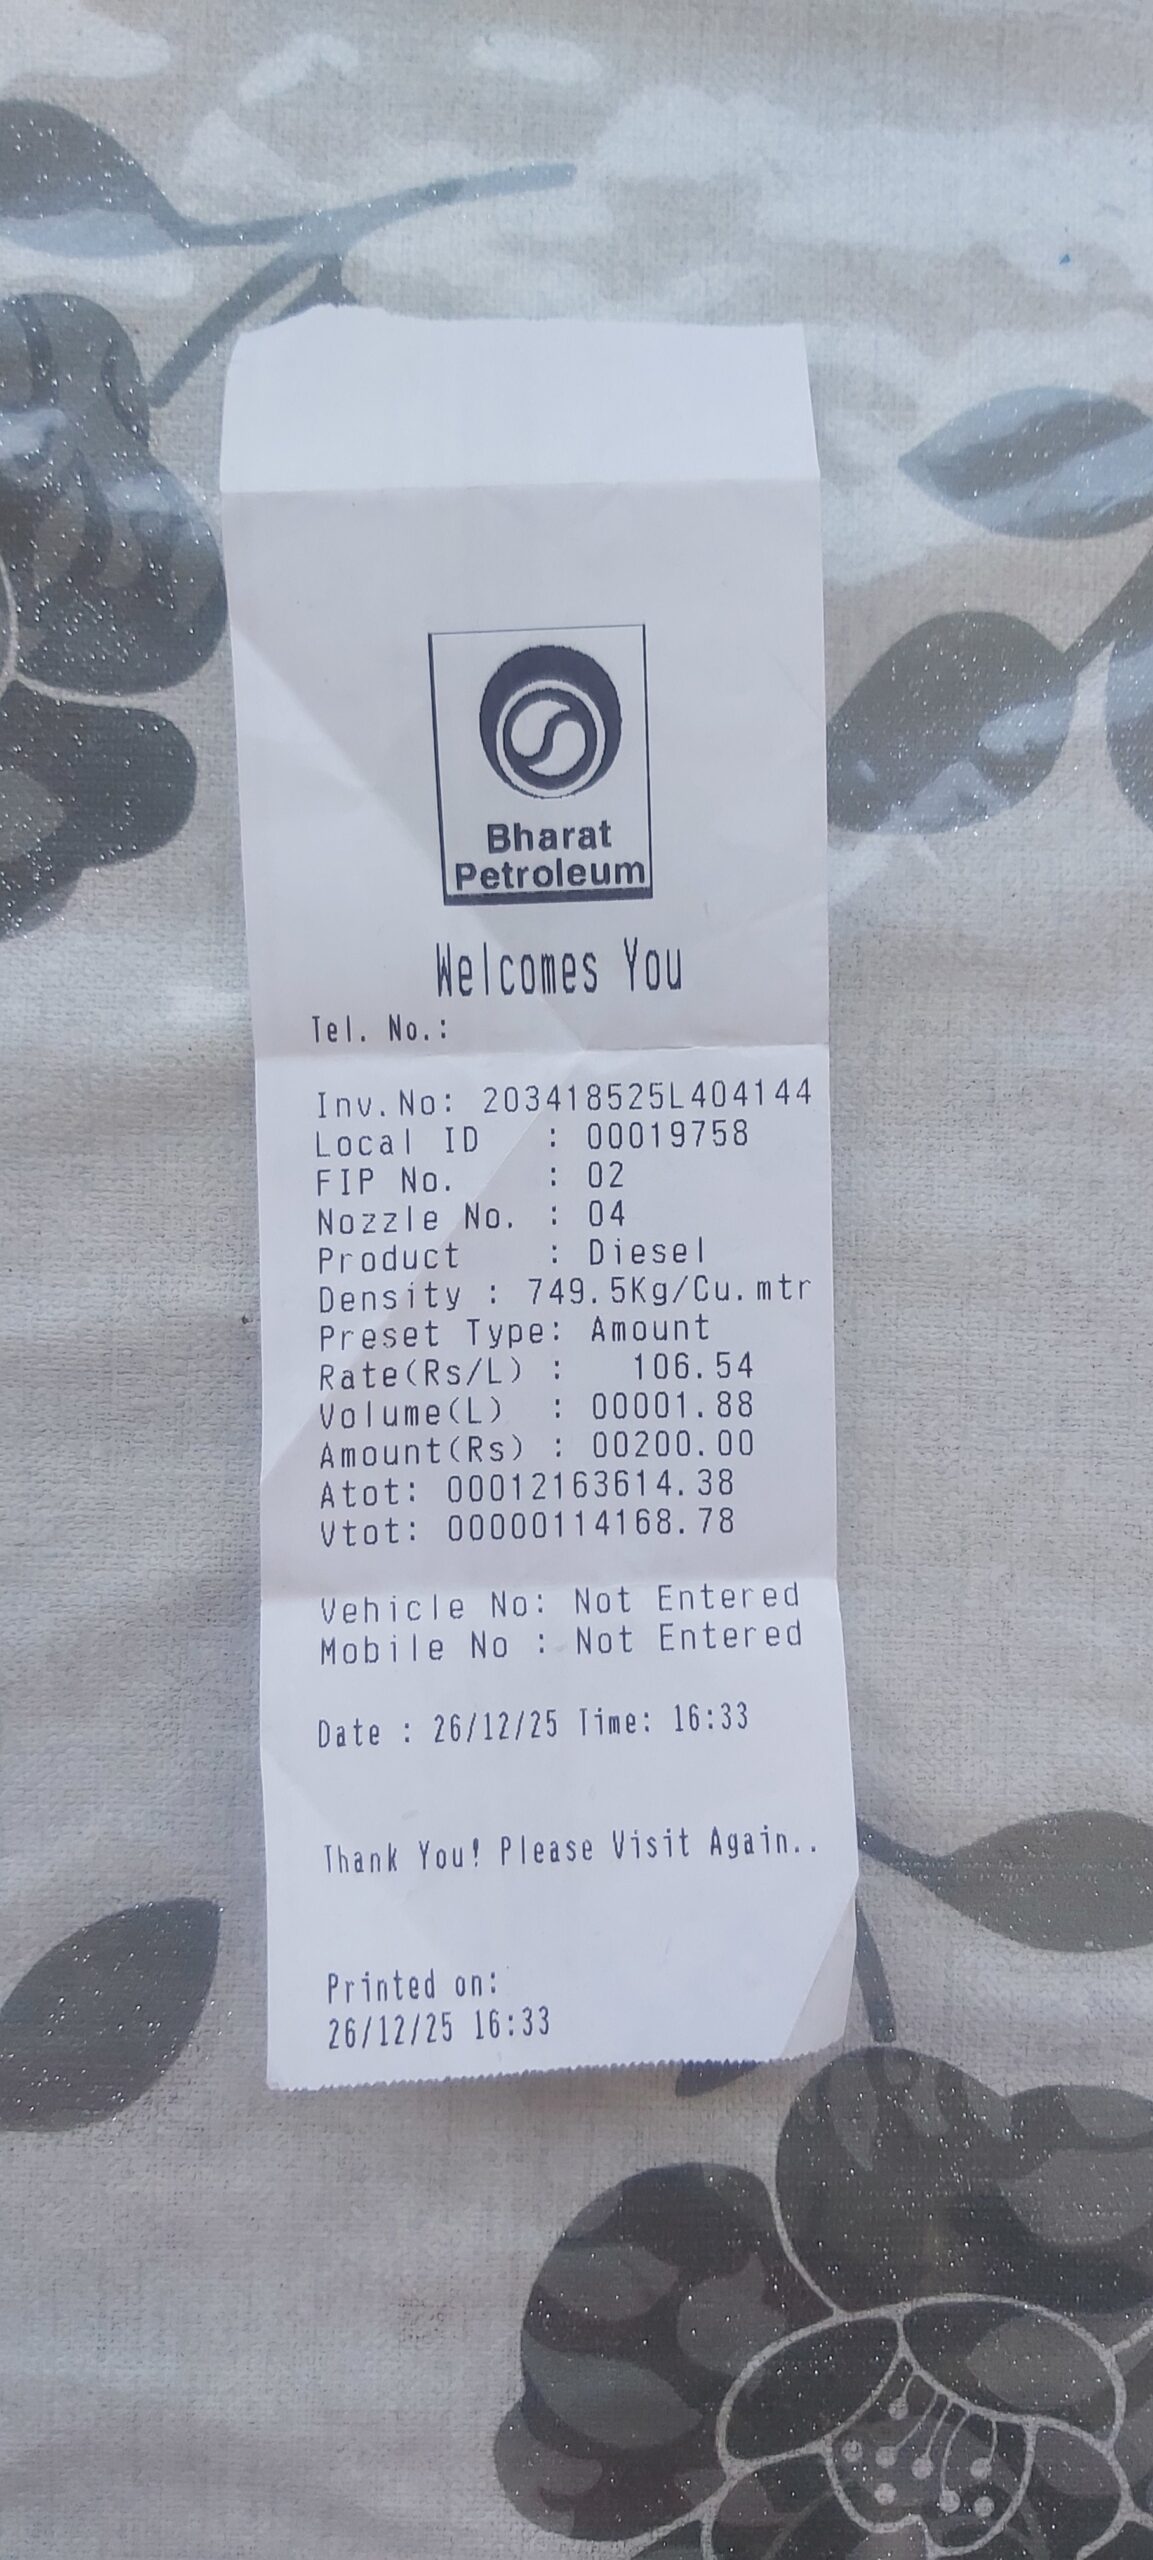 Bharat
Petroleum
Welcomes You
Tel. No.:
Inv.No: 203418525L404144
Local ID : 00019758
FIP No. : 02
Nozzle No. : 04
Product : Diesel
Density : 749.5Kg/Cu.mtr
Preset Type: Amount
Rate(Rs/L) : 106.54
Volume(L) : 00001.88
Amount(Rs) : 00200.00
Atot: 00012163614.38
Vtot: 00000114168.78
Vehicle No: Not Entered
Mobile No : Not Entered
Date : 26/12/25 Time: 16:33
Thank You! Please Visit Again..
Printed on:
26/12/25 16:33